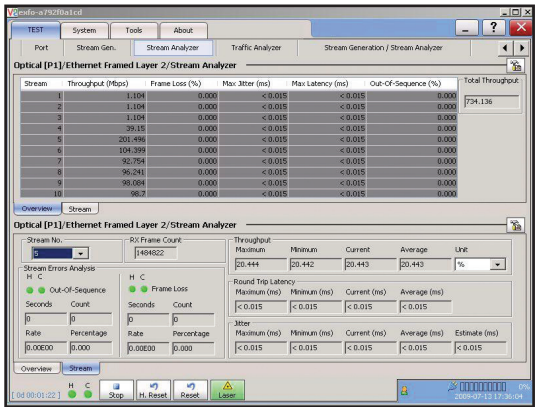 exfo-a792f0a1cd
TEST System Tools About
Port Stream Gen. Stream Analyzer Traffic Analyzer Stream Generation / Stream Analyzer
Optical [P1]/Ethernet Framed Layer 2/Stream Analyzer
Stream Throughput (Mbps) Frame Loss (%) Max Jitter (ms) Max Latency (ms) Out-Of-Sequence (%) Total Throughput
1 1.104 0.000 < 0.015 < 0.015 0.000 734.136
2 1.104 0.000 < 0.015 < 0.015 0.000
3 1.104 0.000 < 0.015 < 0.015 0.000
4 39.15 0.000 < 0.015 < 0.015 0.000
5 201.496 0.000 < 0.015 < 0.015 0.000
6 104.399 0.000 < 0.015 < 0.015 0.000
7 92.754 0.000 < 0.015 < 0.015 0.000
8 96.241 0.000 < 0.015 < 0.015 0.000
9 98.084 0.000 < 0.015 < 0.015 0.000
10 98.7 0.000 < 0.015 < 0.015 0.000
Overview Stream
Optical [P1]/Ethernet Framed Layer 2/Stream Analyzer
Stream No. RX Frame Count Throughput
5 1484822 Maximum Minimum Current Average Unit
20.444 20.442 20.443 20.443 %
Stream Errors Analysis
H C H C
Out-Of-Sequence Frame Loss
Seconds Count Seconds Count
0 0 0 0
Rate Percentage Rate Percentage
0.00E00 0.000 0.00E00 0.000
Round Trip Latency
Maximum (ms) Minimum (ms) Current (ms) Average (ms)
< 0.015 < 0.015 < 0.015 < 0.015
Jitter
Maximum (ms) Minimum (ms) Current (ms) Average (ms) Estimate (ms)
< 0.015 < 0.015 < 0.015 < 0.015 < 0.015
Overview Stream
[ 0d 00:01:22 ] H C Stop H. Reset Reset Laser 0%
2009-07-13 17:36:04